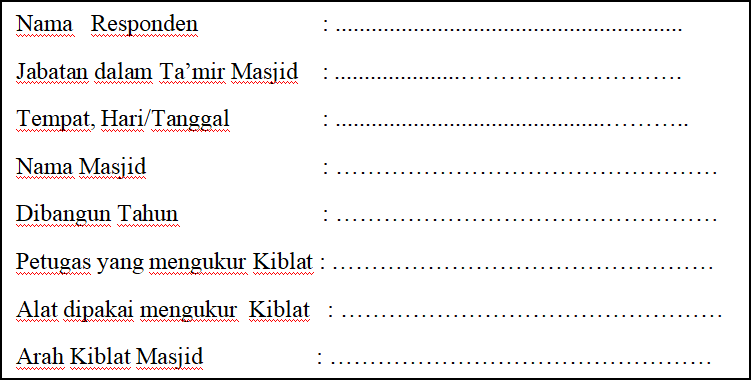 Nama   Responden : ..........................................................
Jabatan dalam Ta’mir Masjid : .....................……………………….
Tempat, Hari/Tanggal : .............................................………..
Nama Masjid : …………………………………………
Dibangun Tahun : …………………………………………
Petugas yang mengukur Kiblat : …………………………………………
Alat dipakai mengukur  Kiblat : …………………………………………
Arah Kiblat Masjid : …………………………………………